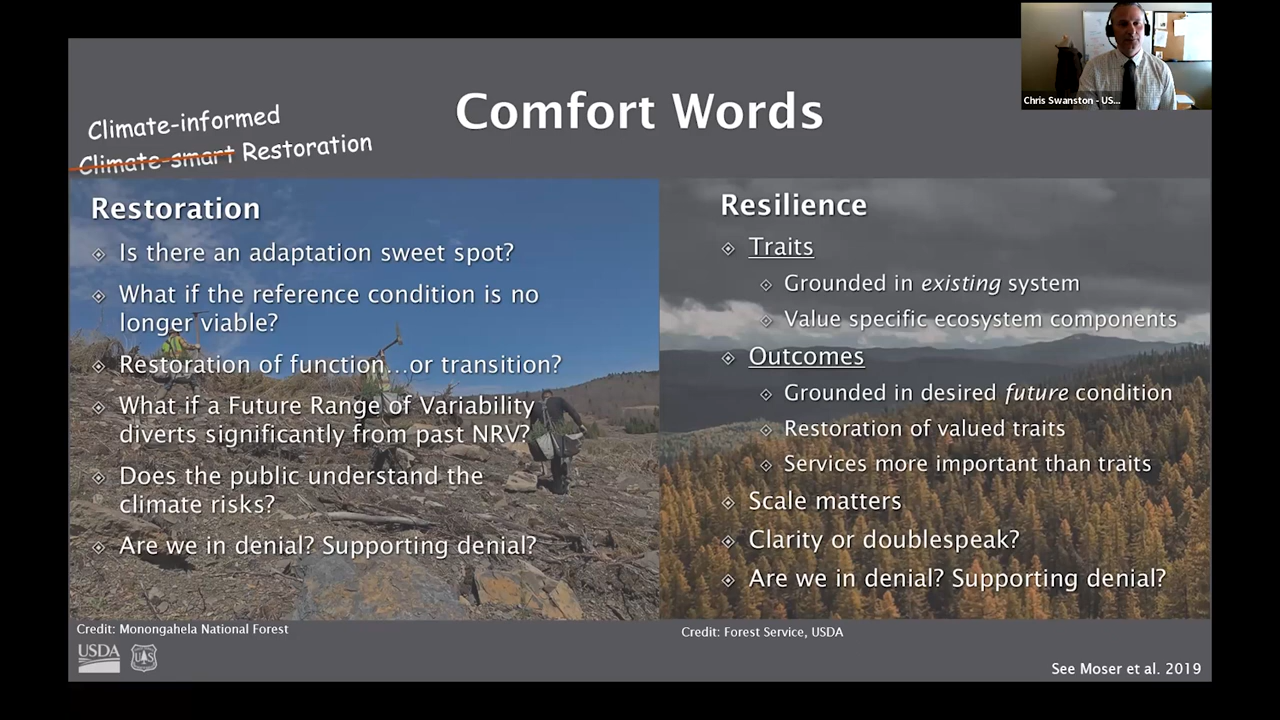 Chris Swanston - US...
Comfort Words
Climate-informed
Climate-smart Restoration
Restoration
Is there an adaptation sweet spot?
What if the reference condition is no
longer viable?
Restoration of function...or transition?
What if a Future Range of Variability
diverts significantly from past NRV?
Does the public understand the
climate risks?
Are we in denial? Supporting denial?
Resilience
Traits
Grounded in existing system
Value specific ecosystem components
Outcomes
Grounded in desired future condition
Restoration of valued traits
Services more important than traits
Scale matters
Clarity or doublespeak?
Are we in denial? Supporting denial?
Credit: Monongahela National Forest
Credit: Forest Service, USDA
USDA
See Moser et al. 2019